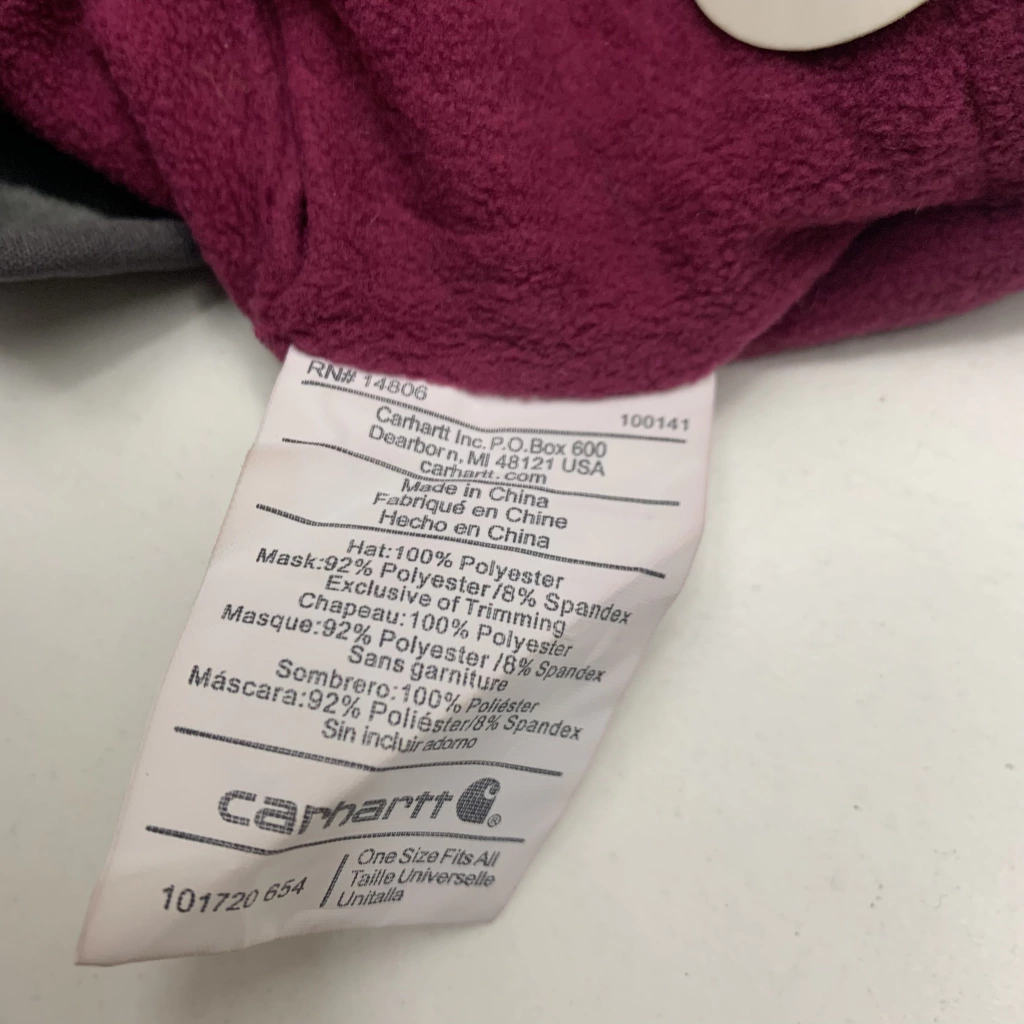 RN# 14806
100141
Carhartt Inc. P.O.Box 600
Dearborn, MI 48121 USA
carhartt.com
Made in China
Fabriqué en Chine
Hecho en China
Hat:100% Polyester
Mask:92% Polyester/8% Spandex
Exclusive of Trimming
Chapeau:100% Polyester
Masque:92% Polyester /8% Spandex
Sans garniture
Sombrero:100% Poliéster
Máscara:92% Poliéster/8% Spandex
Sin incluir adorno
carhartt ®
One Size Fits All
101720 654 / Taille Universelle
Unitalla